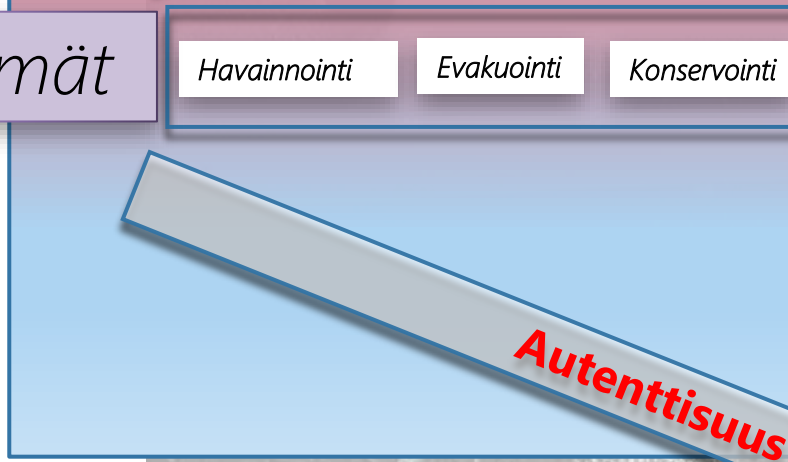 mät
Havainnointi
Evakuointi
Konservointi
Autenttisuus